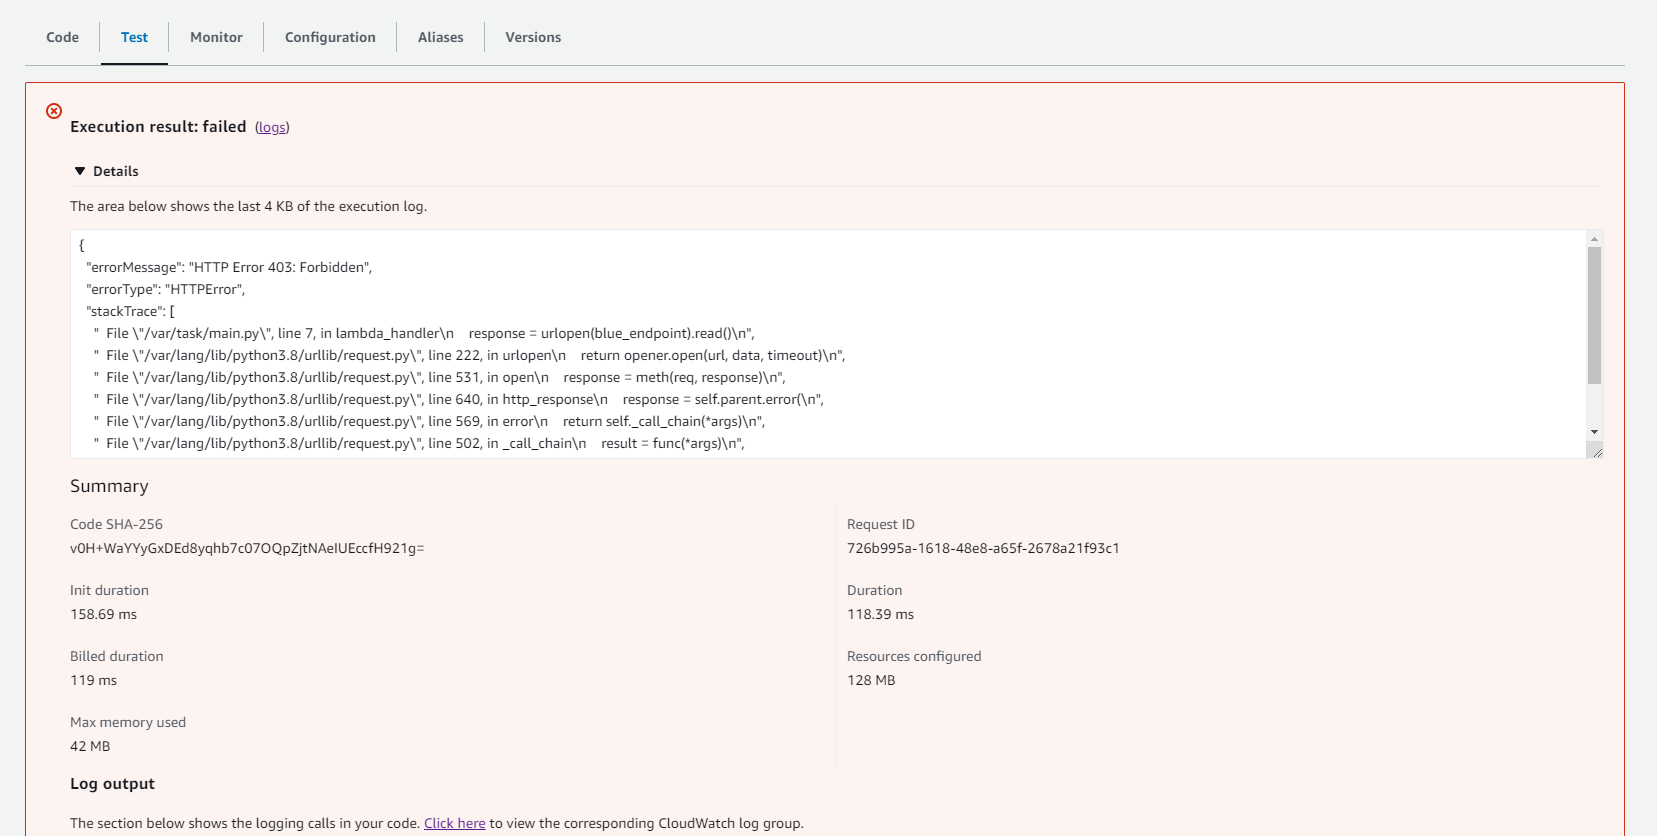 Code Test Monitor Configuration Aliases Versions
Execution result: failed (logs)
▼ Details
The area below shows the last 4 KB of the execution log.
{
"errorMessage": "HTTP Error 403: Forbidden",
"errorType": "HTTPError",
"stackTrace": [
" File \"/var/task/main.py\", line 7, in lambda_handler\n response = urlopen(blue_endpoint).read()\n",
" File \"/var/lang/lib/python3.8/urllib/request.py\", line 222, in urlopen\n return opener.open(url, data, timeout)\n",
" File \"/var/lang/lib/python3.8/urllib/request.py\", line 531, in open\n response = meth(req, response)\n",
" File \"/var/lang/lib/python3.8/urllib/request.py\", line 640, in http_response\n response = self.parent.error(\n",
" File \"/var/lang/lib/python3.8/urllib/request.py\", line 569, in error\n return self._call_chain(*args)\n",
" File \"/var/lang/lib/python3.8/urllib/request.py\", line 502, in _call_chain\n result = func(*args)\n",
Summary
Code SHA-256
v0H+WaYYyGxDEd8yqhb7c07OQpZjtNAeIUEccfH921g=
Request ID
726b995a-1618-48e8-a65f-2678a21f93c1
Init duration
158.69 ms
Duration
118.39 ms
Billed duration
119 ms
Resources configured
128 MB
Max memory used
42 MB
Log output
The section below shows the logging calls in your code. Click here to view the corresponding CloudWatch log group.